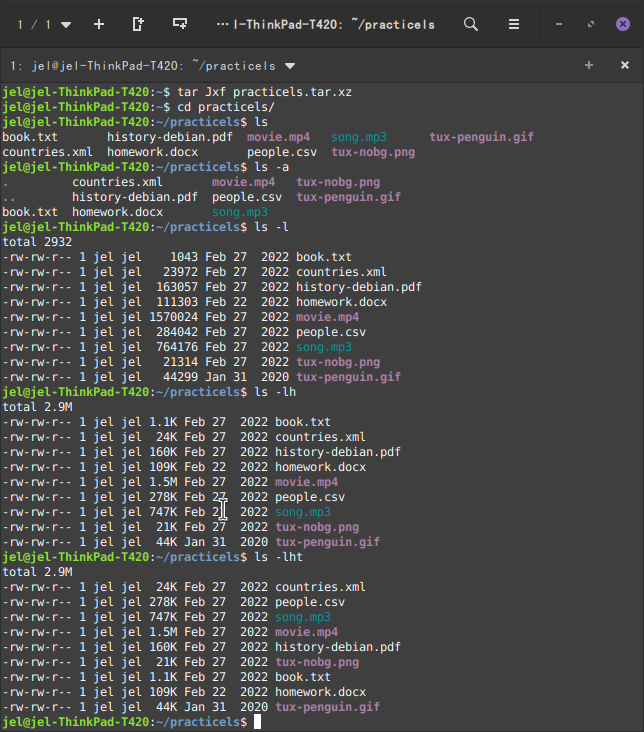 1 / 1 ⋯ l-ThinkPad-T420: ~/practicels
1: jel@jel-ThinkPad-T420: ~/practicels
jel@jel-ThinkPad-T420:~$ tar Jxf practicels.tar.xz
jel@jel-ThinkPad-T420:~$ cd practicels/
jel@jel-ThinkPad-T420:~/practicels$ ls
book.txt       history-debian.pdf  movie.mp4   song.mp3      tux-penguin.gif
countries.xml  homework.docx       people.csv  tux-nobg.png
jel@jel-ThinkPad-T420:~/practicels$ ls -a
.         countries.xml       movie.mp4   tux-nobg.png
..        history-debian.pdf  people.csv  tux-penguin.gif
book.txt  homework.docx       song.mp3
jel@jel-ThinkPad-T420:~/practicels$ ls -l
total 2932
-rw-rw-r-- 1 jel jel    1043 Feb 27  2022 book.txt
-rw-rw-r-- 1 jel jel   23972 Feb 27  2022 countries.xml
-rw-rw-r-- 1 jel jel  163057 Feb 27  2022 history-debian.pdf
-rw-rw-r-- 1 jel jel  111303 Feb 22  2022 homework.docx
-rw-rw-r-- 1 jel jel 1570024 Feb 27  2022 movie.mp4
-rw-rw-r-- 1 jel jel  284042 Feb 27  2022 people.csv
-rw-rw-r-- 1 jel jel  764176 Feb 27  2022 song.mp3
-rw-rw-r-- 1 jel jel   21314 Feb 27  2022 tux-nobg.png
-rw-rw-r-- 1 jel jel   44299 Jan 31  2020 tux-penguin.gif
jel@jel-ThinkPad-T420:~/practicels$ ls -lh
total 2.9M
-rw-rw-r-- 1 jel jel 1.1K Feb 27  2022 book.txt
-rw-rw-r-- 1 jel jel  24K Feb 27  2022 countries.xml
-rw-rw-r-- 1 jel jel 160K Feb 27  2022 history-debian.pdf
-rw-rw-r-- 1 jel jel 109K Feb 22  2022 homework.docx
-rw-rw-r-- 1 jel jel 1.5M Feb 27  2022 movie.mp4
-rw-rw-r-- 1 jel jel 278K Feb 27  2022 people.csv
-rw-rw-r-- 1 jel jel 747K Feb 27  2022 song.mp3
-rw-rw-r-- 1 jel jel  21K Feb 27  2022 tux-nobg.png
-rw-rw-r-- 1 jel jel  44K Jan 31  2020 tux-penguin.gif
jel@jel-ThinkPad-T420:~/practicels$ ls -lht
total 2.9M
-rw-rw-r-- 1 jel jel  24K Feb 27  2022 countries.xml
-rw-rw-r-- 1 jel jel 278K Feb 27  2022 people.csv
-rw-rw-r-- 1 jel jel 747K Feb 27  2022 song.mp3
-rw-rw-r-- 1 jel jel 1.5M Feb 27  2022 movie.mp4
-rw-rw-r-- 1 jel jel 160K Feb 27  2022 history-debian.pdf
-rw-rw-r-- 1 jel jel  21K Feb 27  2022 tux-nobg.png
-rw-rw-r-- 1 jel jel 1.1K Feb 27  2022 book.txt
-rw-rw-r-- 1 jel jel 109K Feb 22  2022 homework.docx
-rw-rw-r-- 1 jel jel  44K Jan 31  2020 tux-penguin.gif
jel@jel-ThinkPad-T420:~/practicels$